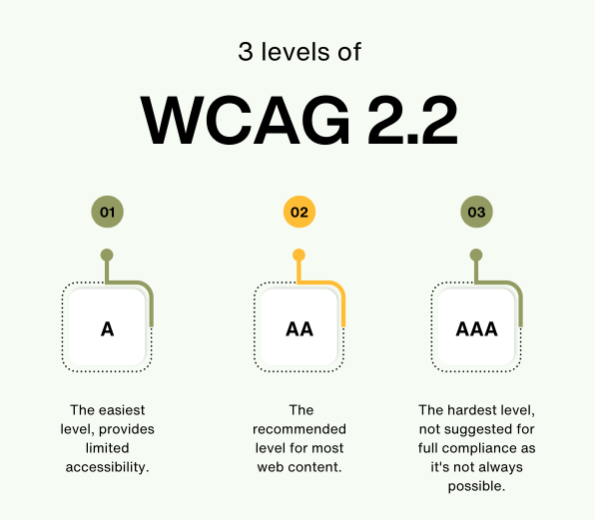 3 levels of
WCAG 2.2
01
02
03
A
AA
AAA
The easiest
level, provides
limited
accessibility.
The
recommended
level for most
web content.
The hardest level,
not suggested for
full compliance as
it's not always
possible.